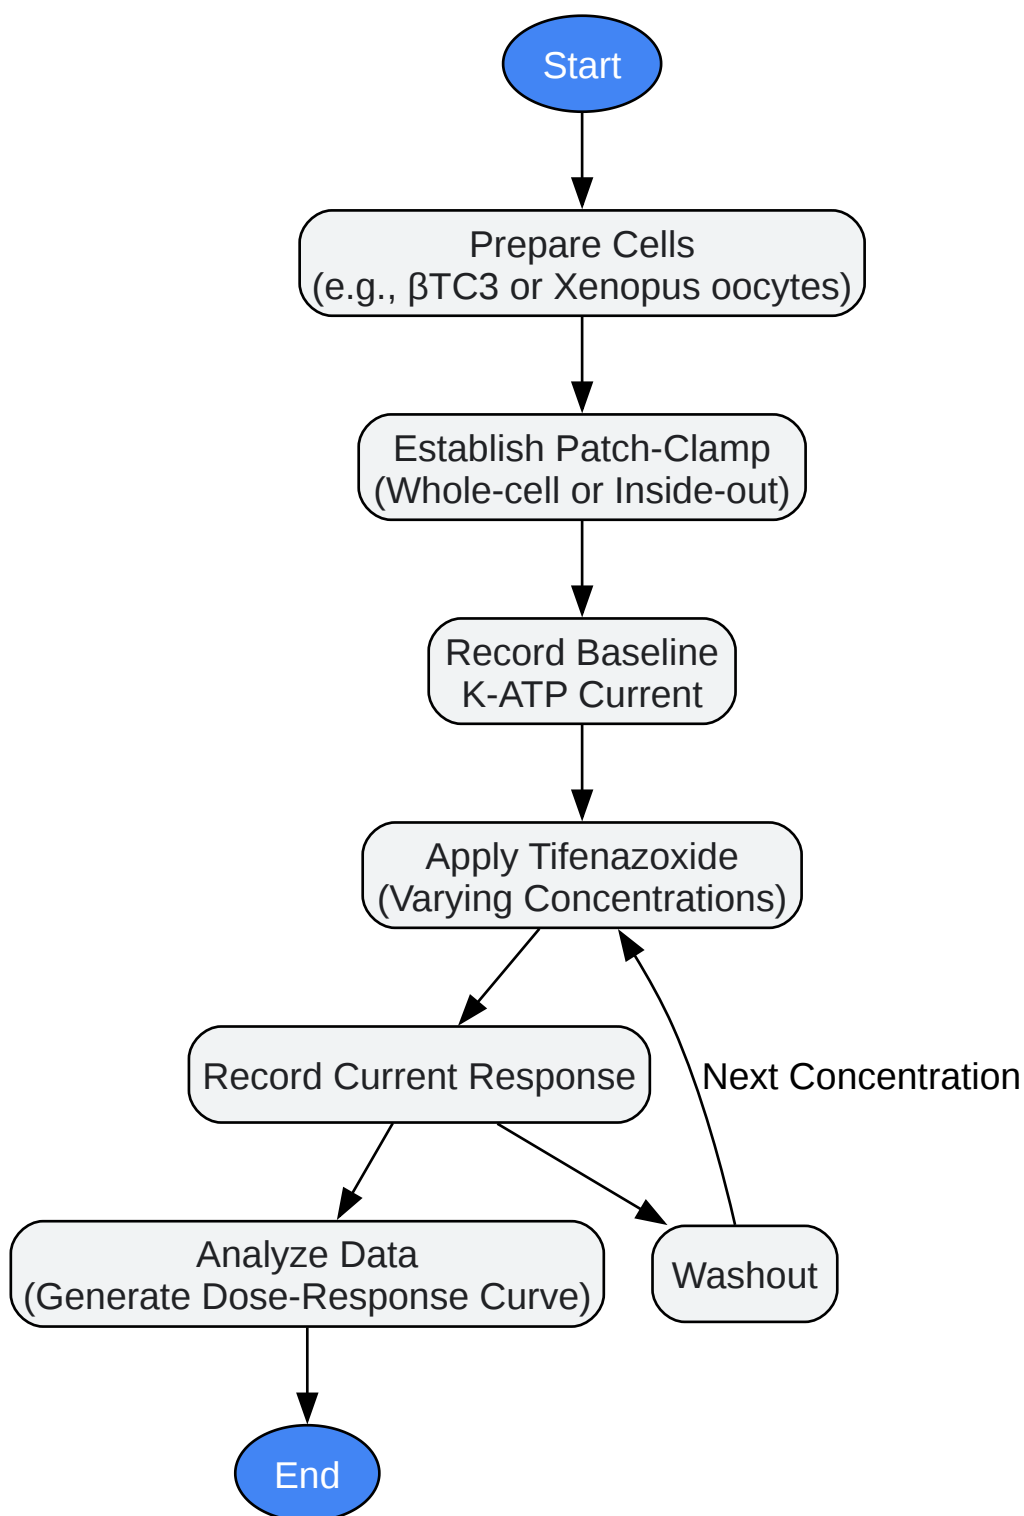 Start
Prepare Cells
(e.g., βTC3 or Xenopus oocytes)
Establish Patch-Clamp
(Whole-cell or Inside-out)
Record Baseline
K-ATP Current
Apply Tifenazoxide
(Varying Concentrations)
Record Current Response
Next Concentration
Analyze Data
(Generate Dose-Response Curve)
Washout
End